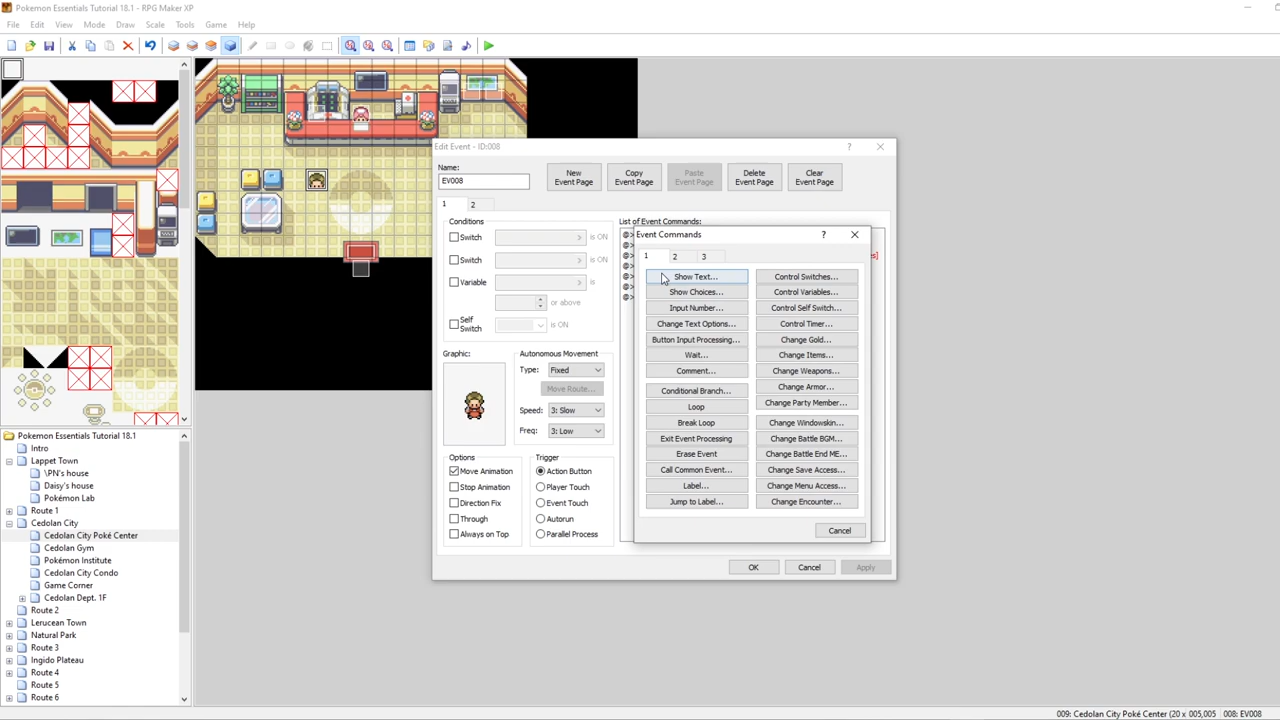 Pokemon Essentials Tutorial 18.1 - RPG Maker XP
File Edit View Mode Draw Scale Tools Game Help
Edit Event - ID:008
Name:
EV008
New Event Page
Copy Event Page
Paste Event Page
Delete Event Page
Clear Event Page
1 2
Conditions
Switch is ON
Switch is ON
Variable is
or above
Self Switch is ON
Graphic:
Autonomous Movement
Type: Fixed
Move Route...
Speed: 3: Slow
Freq: 3: Low
Options
Move Animation
Stop Animation
Direction Fix
Through
Always on Top
Trigger
Action Button
Player Touch
Event Touch
Autorun
Parallel Process
List of Event Commands:
@>
@>
@>
@>
@>
@>
@>
s]
Event Commands
1 2 3
Show Text... Control Switches...
Show Choices... Control Variables...
Input Number... Control Self Switch...
Change Text Options... Control Timer...
Button Input Processing... Change Gold...
Wait... Change Items...
Comment... Change Weapons...
Conditional Branch... Change Armor...
Loop Change Party Member...
Break Loop Change Windowskin...
Exit Event Processing Change Battle BGM...
Erase Event Change Battle End ME...
Call Common Event... Change Save Access...
Label... Change Menu Access...
Jump to Label... Change Encounter...
Cancel
OK Cancel Apply
Pokemon Essentials Tutorial 18.1
Intro
Lappet Town
\PN's house
Daisy's house
Pokémon Lab
Route 1
Cedolan City
Cedolan City Poké Center
Cedolan Gym
Pokémon Institute
Cedolan City Condo
Game Corner
Cedolan Dept. 1F
Route 2
Lerucean Town
Natural Park
Route 3
Ingido Plateau
Route 4
Route 5
Route 6
009: Cedolan City Poké Center (20 x 005,005 008: EV008